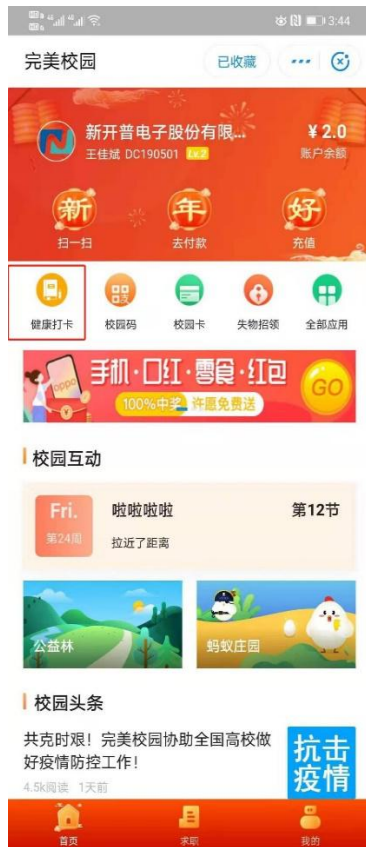 3:44
完美校园
已收藏
新开普电子股份有限...
¥ 2.0
王佳斌 DC190501 Lv.2
账户余额
新
年
好
扫一扫
去付款
充值
健康打卡
校园码
校园卡
失物招领
全部应用
oppo
手机·口红·零食·红包
100%中奖 许愿免费送
GO
校园互动
Fri.
啦啦啦啦
第12节
第24周
拉近了距离
公益林
蚂蚁庄园
校园头条
共克时艰！完美校园协助全国高校做
好疫情防控工作！
抗击
疫情
4.5k阅读 1天前
首页
求职
我的